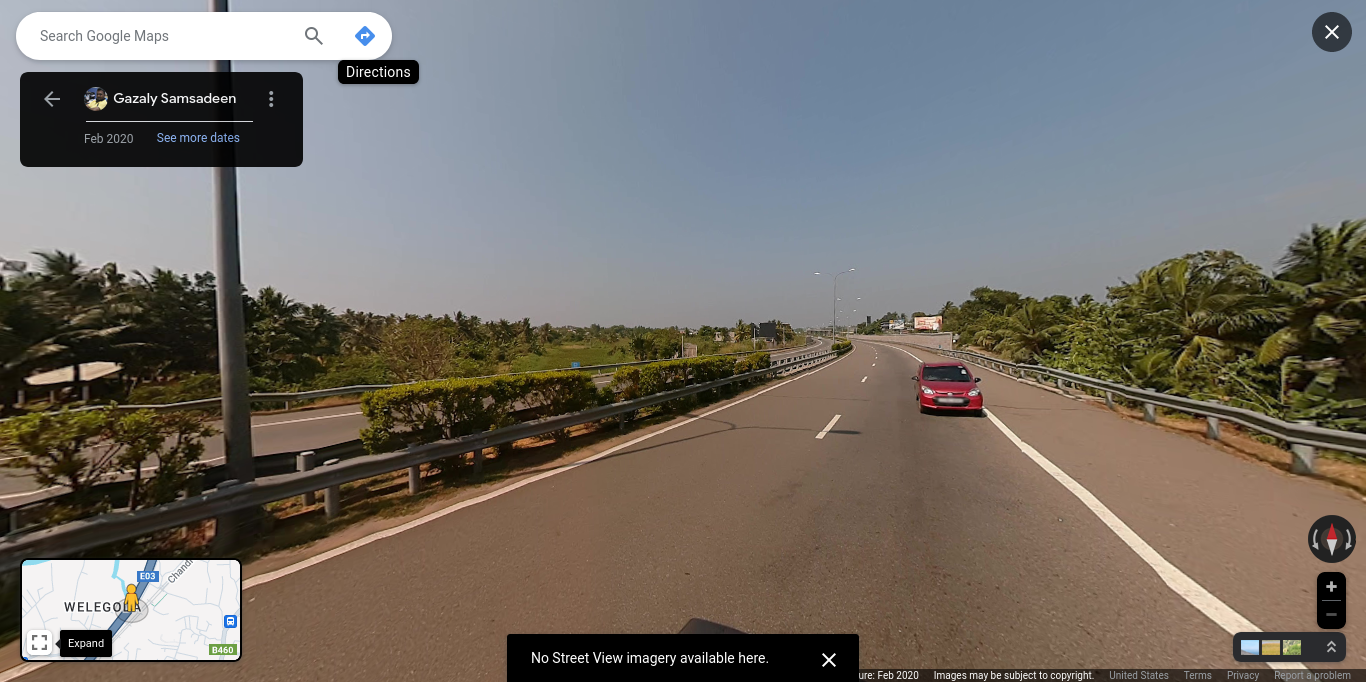 Search Google Maps
Directions
Gazaly Samsadeen
Feb 2020
See more dates
E03
Chandr
WELEGODA
B460
Expand
No Street View imagery available here.
ure: Feb 2020
Images may be subject to copyright.
United States
Terms
Privacy
Report a problem